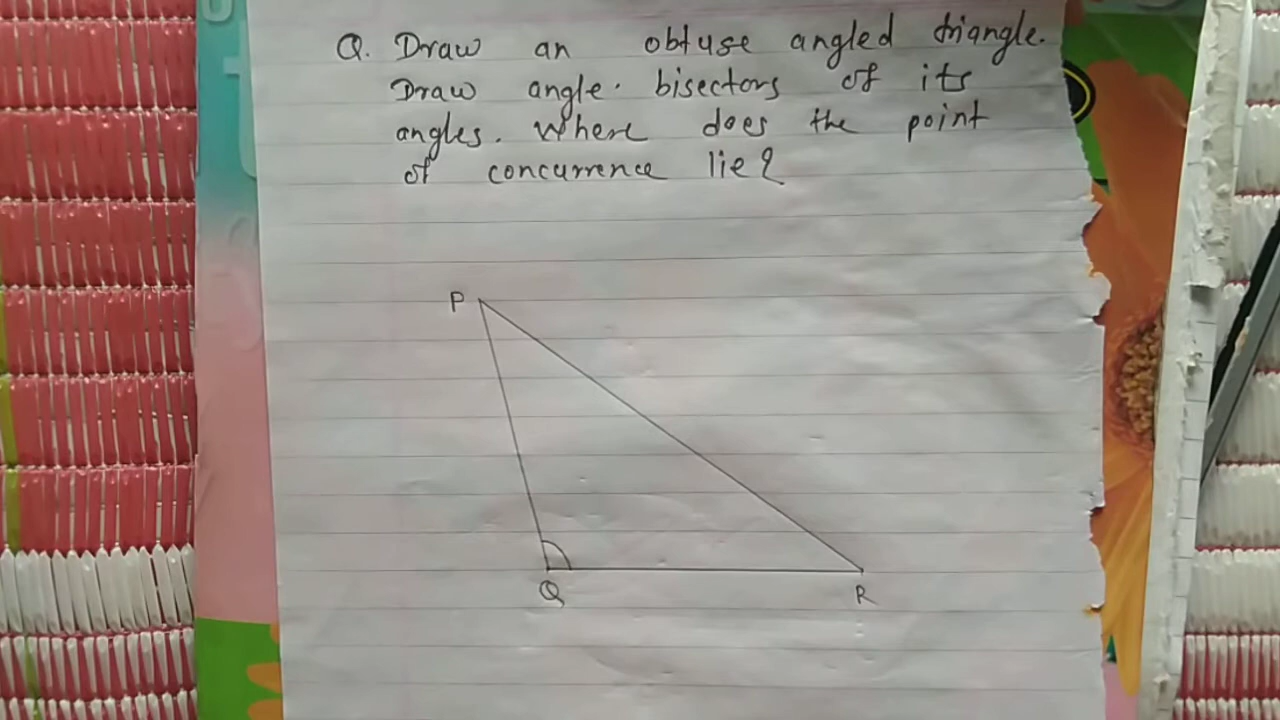 Q. Draw an obtuse angled triangle.
Draw angle. bisectors of its
angles. Where does the point
of concurrence lie?
P
Q
R